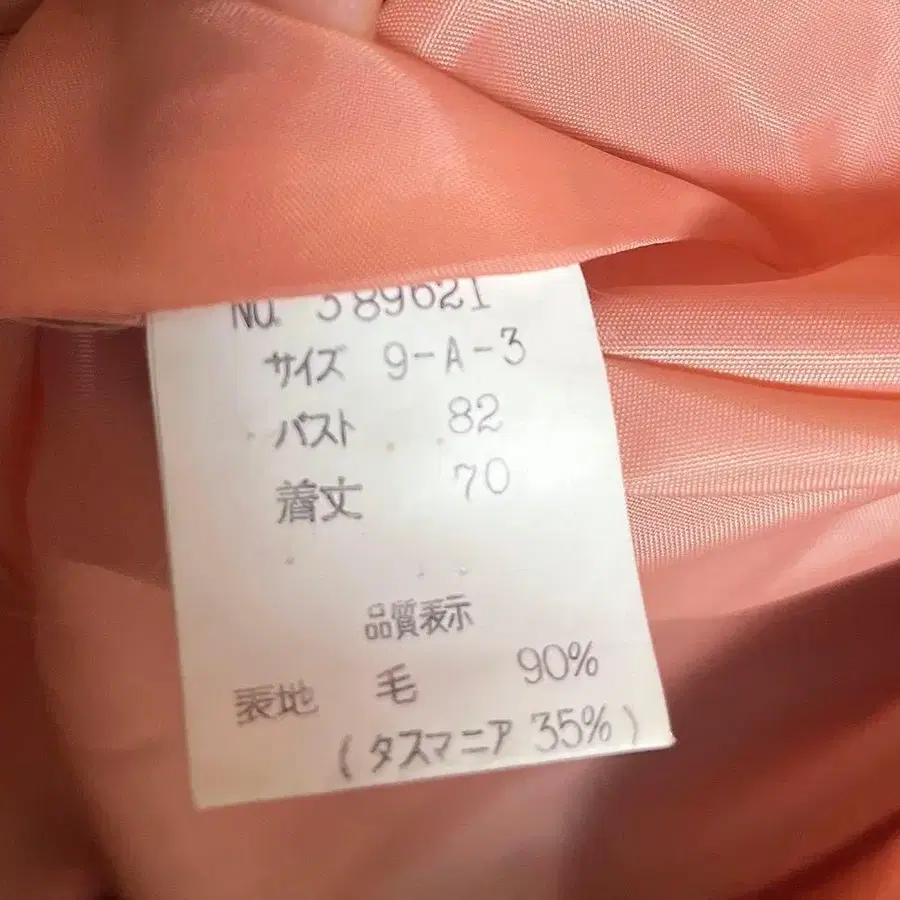 No. 389621
サイズ 9-A-3
バスト 82
着丈 70
品質表示
表地 毛 90%
(タスマニア 35%)